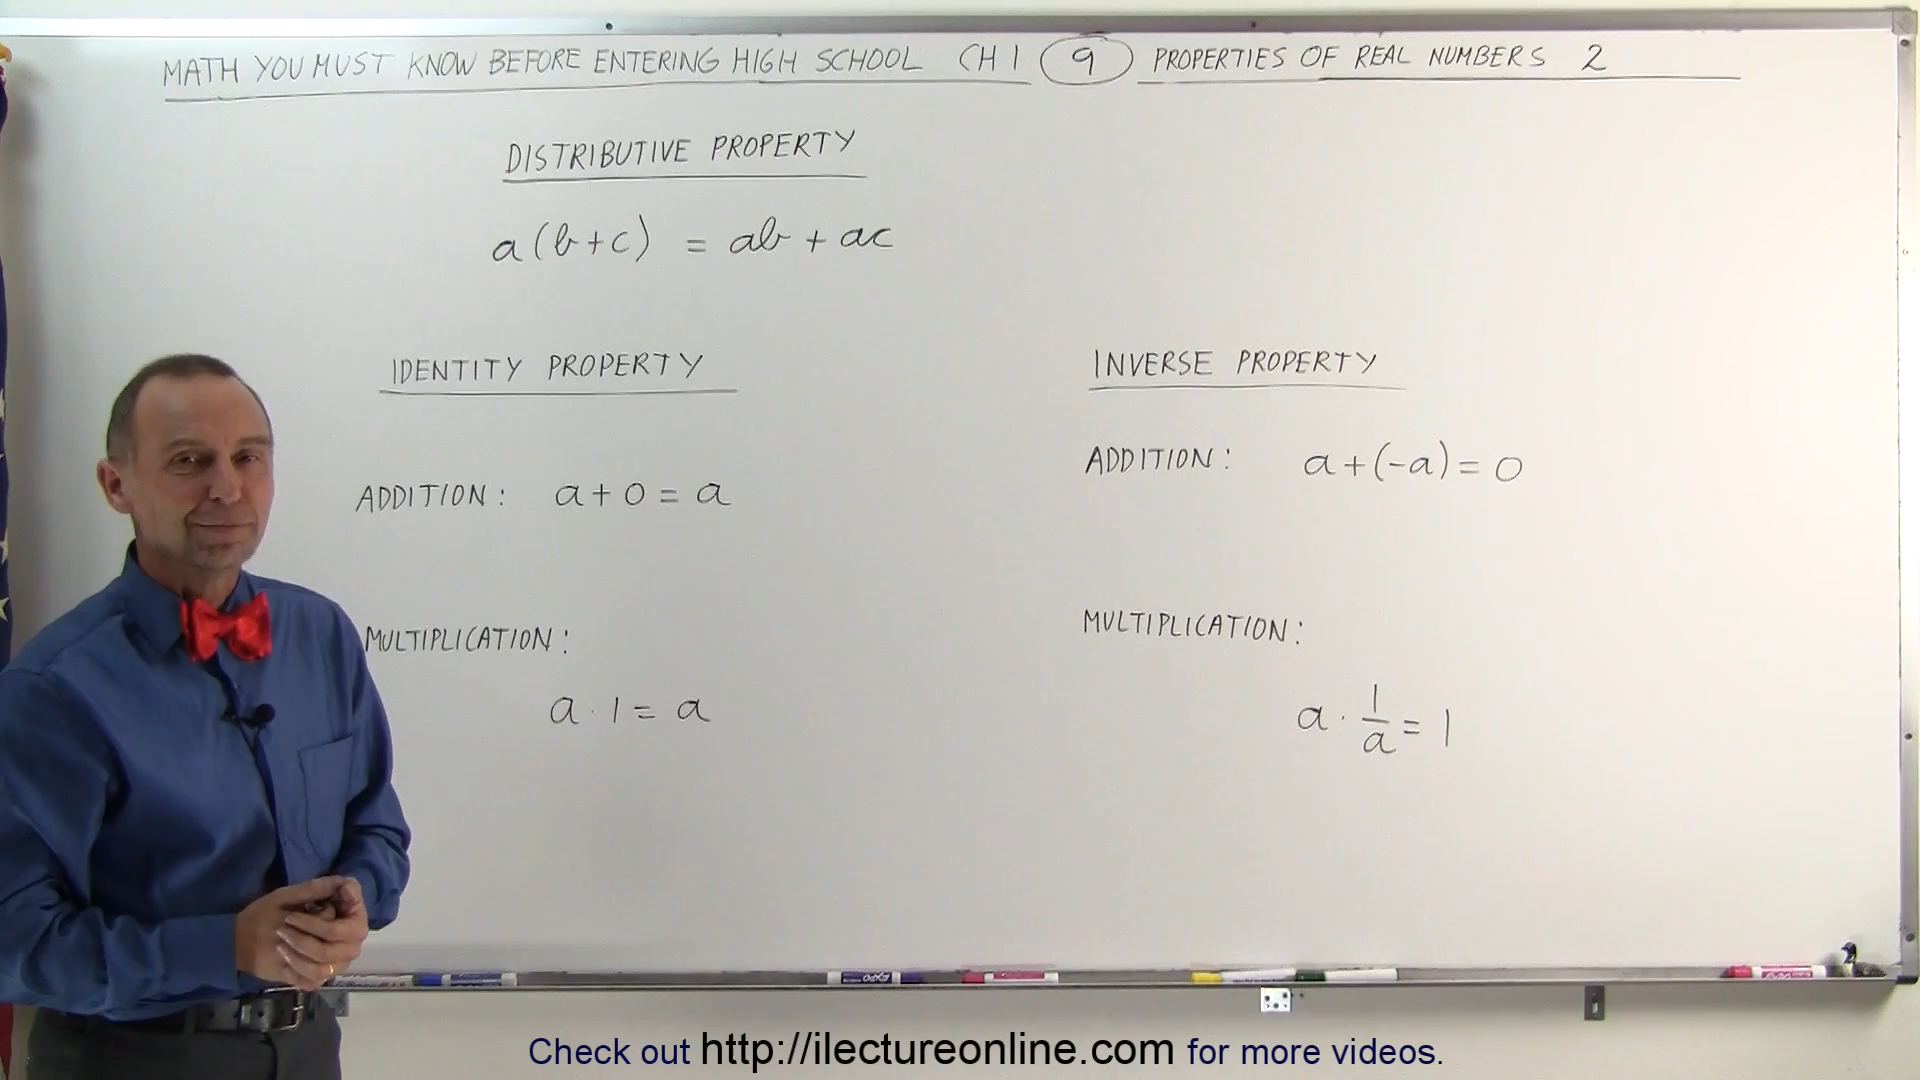 MATH YOU MUST KNOW BEFORE ENTERING HIGH SCHOOL CH 1 9 PROPERTIES OF REAL NUMBERS 2
DISTRIBUTIVE PROPERTY
a(b+c) = ab + ac
IDENTITY PROPERTY
ADDITION: a + 0 = a
MULTIPLICATION:
a · 1 = a
INVERSE PROPERTY
ADDITION: a + (-a) = 0
MULTIPLICATION:
a · 1/a = 1
EXPO
Check out http://ilectureonline.com for more videos.